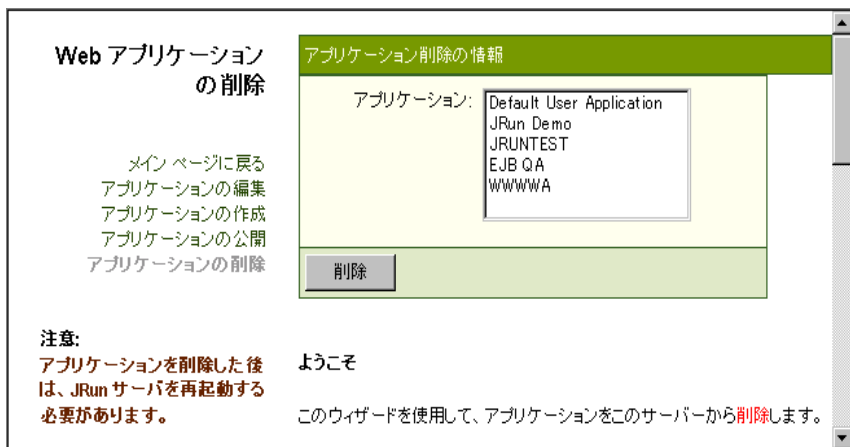 Web アプリケーション
の削除
メイン ページに戻る
アプリケーションの編集
アプリケーションの作成
アプリケーションの公開
アプリケーションの削除
注意:
アプリケーションを削除した後
は、JRun サーバを再起動する
必要があります。
アプリケーション削除の情報
アプリケーション:
Default User Application
JRun Demo
JRUNTEST
EJB QA
WWWWA
削除
ようこそ
このウィザードを使用して、アプリケーションをこのサーバーから削除します。